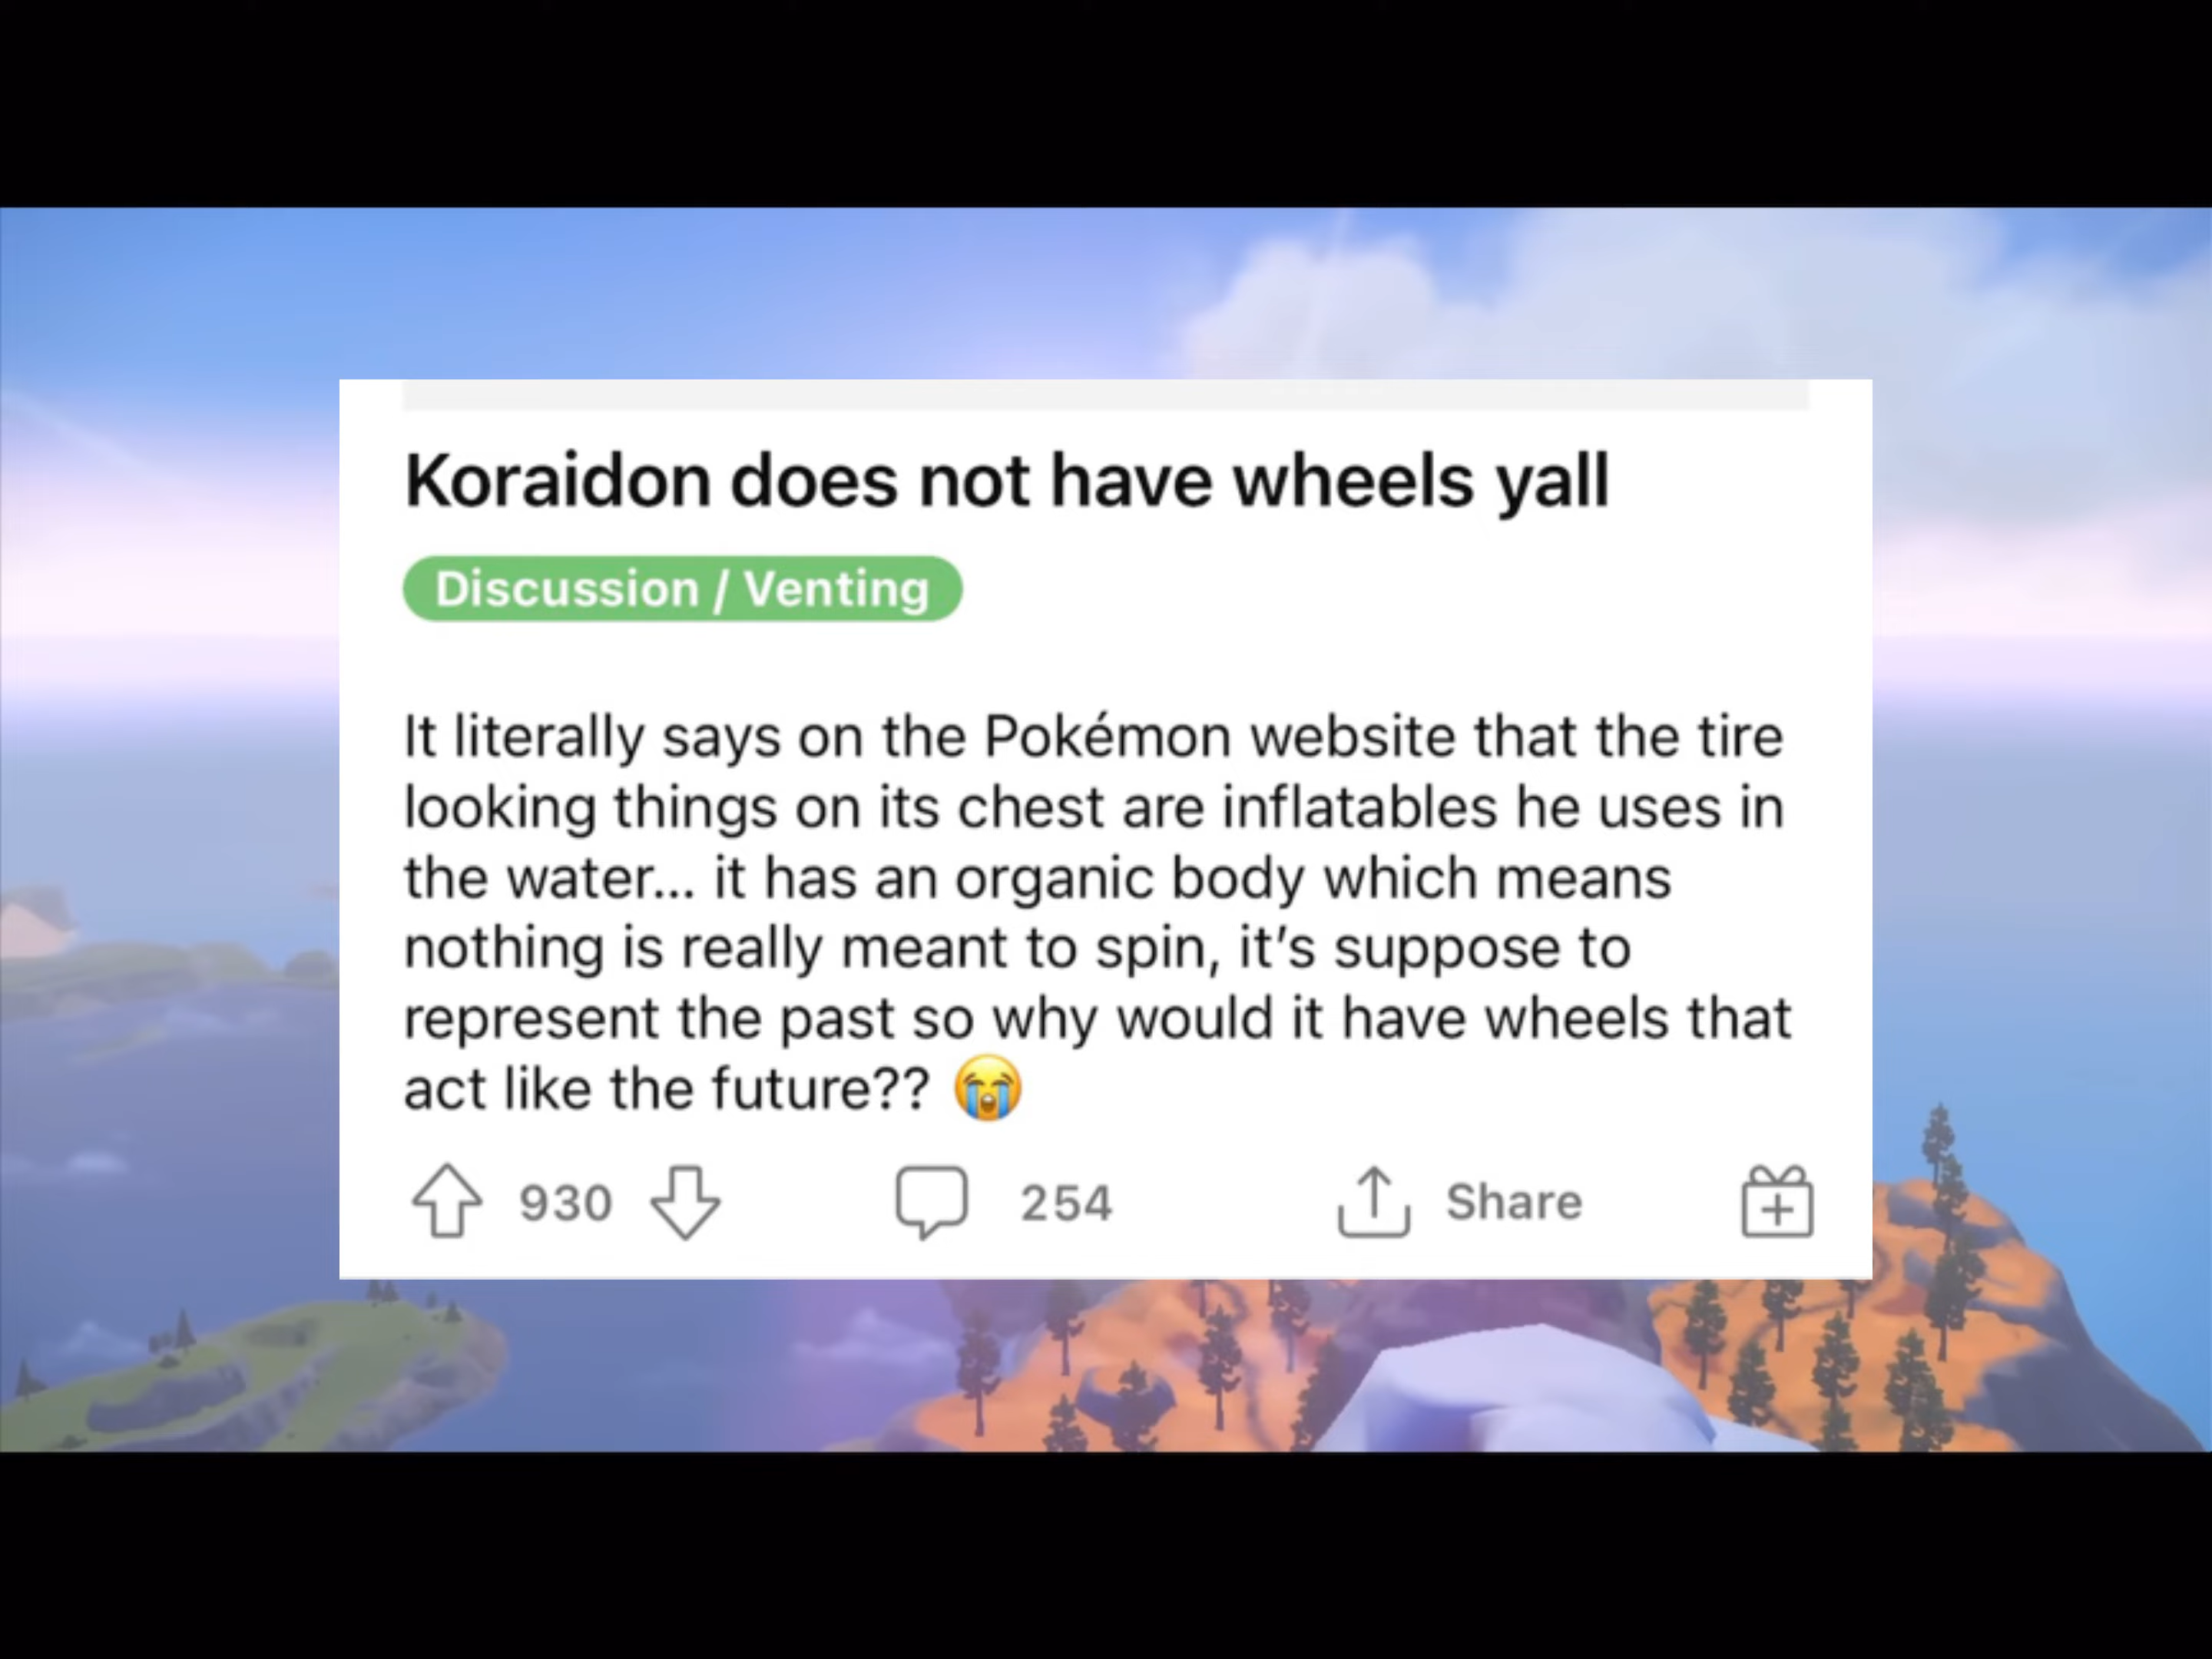 Koraidon does not have wheels yall
Discussion / Venting
It literally says on the Pokémon website that the tire
looking things on its chest are inflatables he uses in
the water... it has an organic body which means
nothing is really meant to spin, it's suppose to
represent the past so why would it have wheels that
act like the future?? 😭
930 254 Share